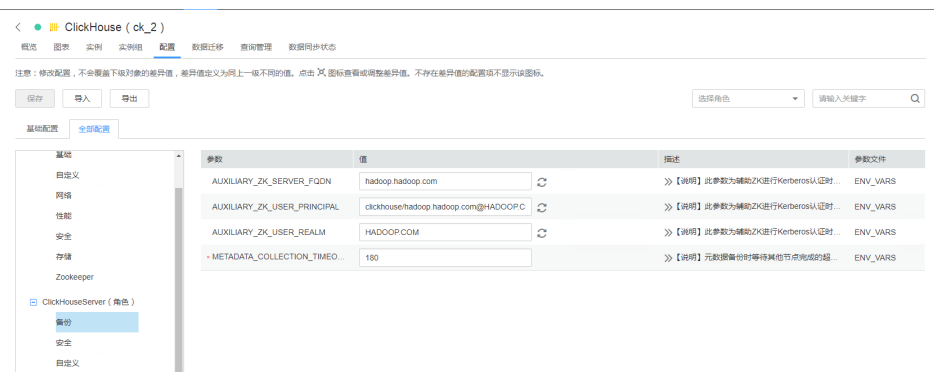 ClickHouse（ck_2）
概览 图表 实例 实例组 配置 数据迁移 查询管理 数据同步状态
注意：修改配置，不会覆盖下级对象的差异值，差异值定义为同上一级不同的值。点击 图标查看或调整差异值。不存在差异值的配置项不显示该图标。
保存 导入 导出 选择角色 请输入关键字
基础配置 全部配置
基础
自定义
网络
性能
安全
存储
Zookeeper
ClickHouseServer（角色）
备份
安全
自定义
参数 值 描述 参数文件
AUXILIARY_ZK_SERVER_FQDN hadoop.hadoop.com 【说明】此参数为辅助ZK进行Kerberos认证时... ENV_VARS
AUXILIARY_ZK_USER_PRINCIPAL clickhouse/hadoop.hadoop.com@HADOOP.C 【说明】此参数为辅助ZK进行Kerberos认证时... ENV_VARS
AUXILIARY_ZK_USER_REALM HADOOP.COM 【说明】此参数为辅助ZK进行Kerberos认证时... ENV_VARS
* METADATA_COLLECTION_TIMEO... 180 【说明】元数据备份时等待其他节点完成的超... ENV_VARS